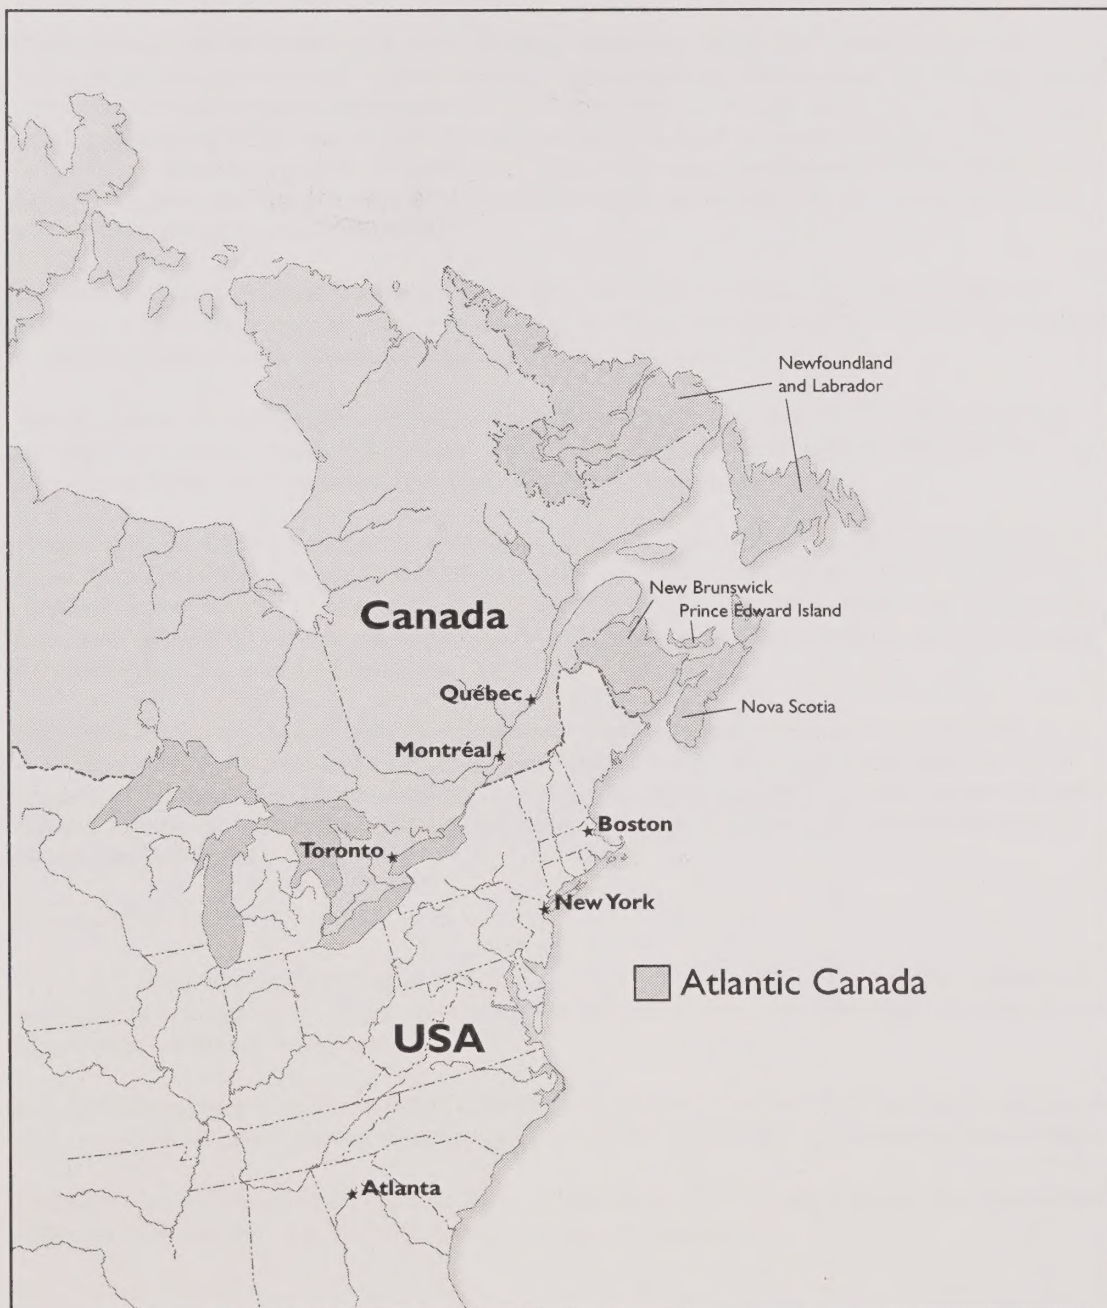 Newfoundland
and Labrador
New Brunswick
Prince Edward Island
Canada
Québec
Nova Scotia
Montréal
Boston
Toronto
New York
Atlantic Canada
USA
Atlanta